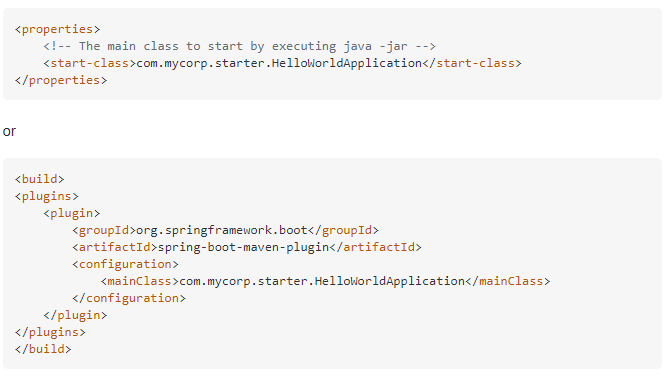 <properties>
    <!-- The main class to start by executing java -jar -->
    <start-class>com.mycorp.starter.HelloWorldApplication</start-class>
</properties>
or
<build>
<plugins>
    <plugin>
        <groupId>org.springframework.boot</groupId>
        <artifactId>spring-boot-maven-plugin</artifactId>
        <configuration>
            <mainClass>com.mycorp.starter.HelloWorldApplication</mainClass>
        </configuration>
    </plugin>
</plugins>
</build>